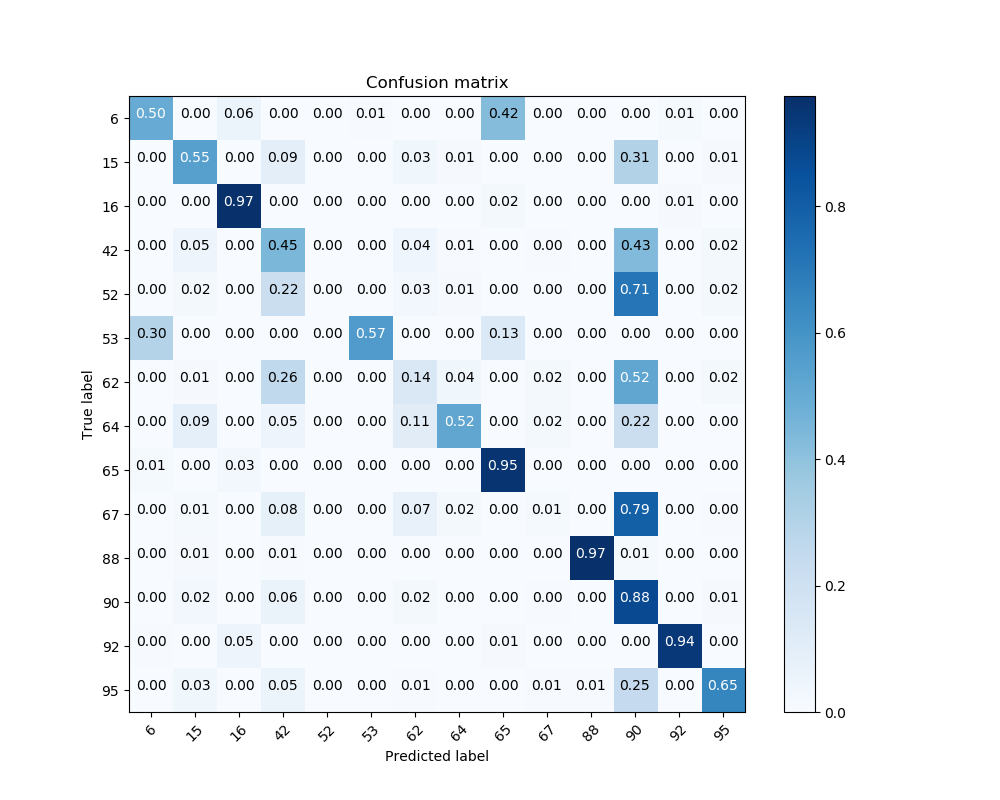 Confusion matrix
6 0.50 0.00 0.06 0.00 0.00 0.01 0.00 0.00 0.42 0.00 0.00 0.00 0.01 0.00
15 0.00 0.55 0.00 0.09 0.00 0.00 0.03 0.01 0.00 0.00 0.00 0.31 0.00 0.01
16 0.00 0.00 0.97 0.00 0.00 0.00 0.00 0.00 0.02 0.00 0.00 0.00 0.01 0.00
42 0.00 0.05 0.00 0.45 0.00 0.00 0.04 0.01 0.00 0.00 0.00 0.43 0.00 0.02
52 0.00 0.02 0.00 0.22 0.00 0.00 0.03 0.01 0.00 0.00 0.00 0.71 0.00 0.02
53 0.30 0.00 0.00 0.00 0.00 0.57 0.00 0.00 0.13 0.00 0.00 0.00 0.00 0.00
62 0.00 0.01 0.00 0.26 0.00 0.00 0.14 0.04 0.00 0.02 0.00 0.52 0.00 0.02
64 0.00 0.09 0.00 0.05 0.00 0.00 0.11 0.52 0.00 0.02 0.00 0.22 0.00 0.00
65 0.01 0.00 0.03 0.00 0.00 0.00 0.00 0.00 0.95 0.00 0.00 0.00 0.00 0.00
67 0.00 0.01 0.00 0.08 0.00 0.00 0.07 0.02 0.00 0.01 0.00 0.79 0.00 0.00
88 0.00 0.01 0.00 0.01 0.00 0.00 0.00 0.00 0.00 0.00 0.97 0.01 0.00 0.00
90 0.00 0.02 0.00 0.06 0.00 0.00 0.02 0.00 0.00 0.00 0.00 0.88 0.00 0.01
92 0.00 0.00 0.05 0.00 0.00 0.00 0.00 0.00 0.01 0.00 0.00 0.00 0.94 0.00
95 0.00 0.03 0.00 0.05 0.00 0.00 0.01 0.00 0.00 0.01 0.01 0.25 0.00 0.65
6 15 16 42 52 53 62 64 65 67 88 90 92 95
Predicted label
True label
0.8
0.6
0.4
0.2
0.0